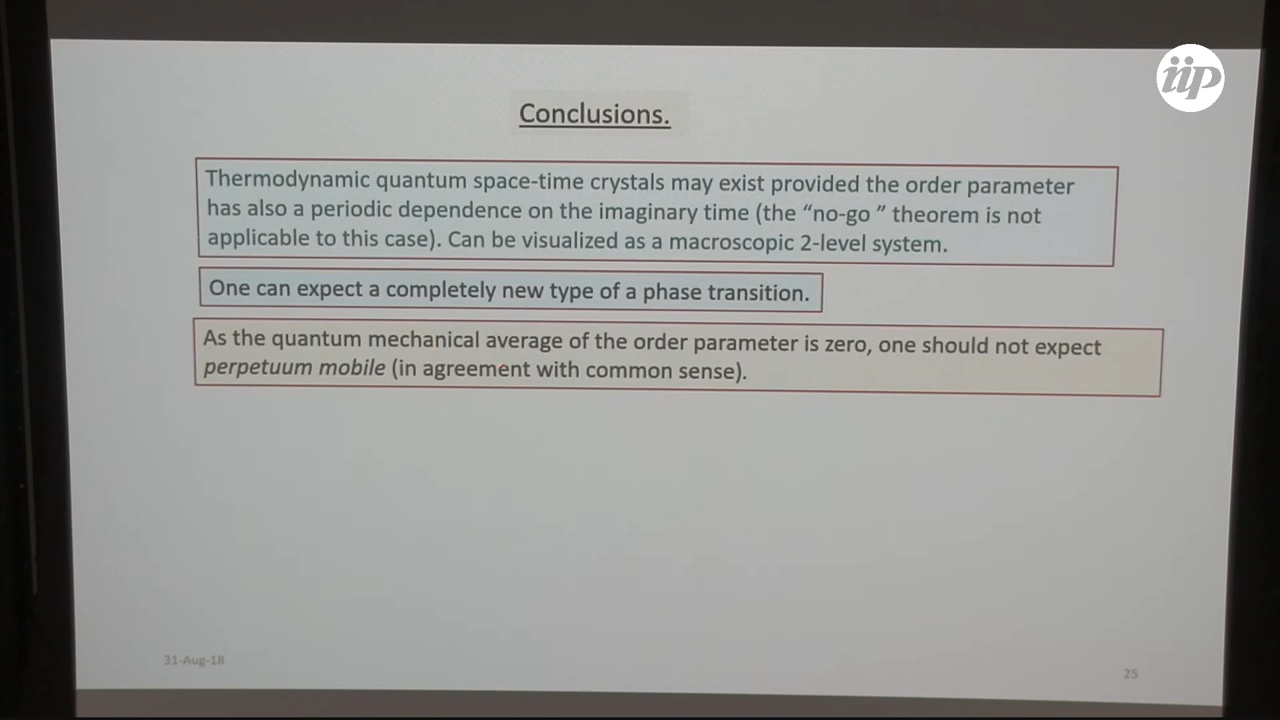 iip
Conclusions.
Thermodynamic quantum space-time crystals may exist provided the order parameter
has also a periodic dependence on the imaginary time (the “no-go ” theorem is not
applicable to this case). Can be visualized as a macroscopic 2-level system.
One can expect a completely new type of a phase transition.
As the quantum mechanical average of the order parameter is zero, one should not expect
perpetuum mobile (in agreement with common sense).
31-Aug-18
25